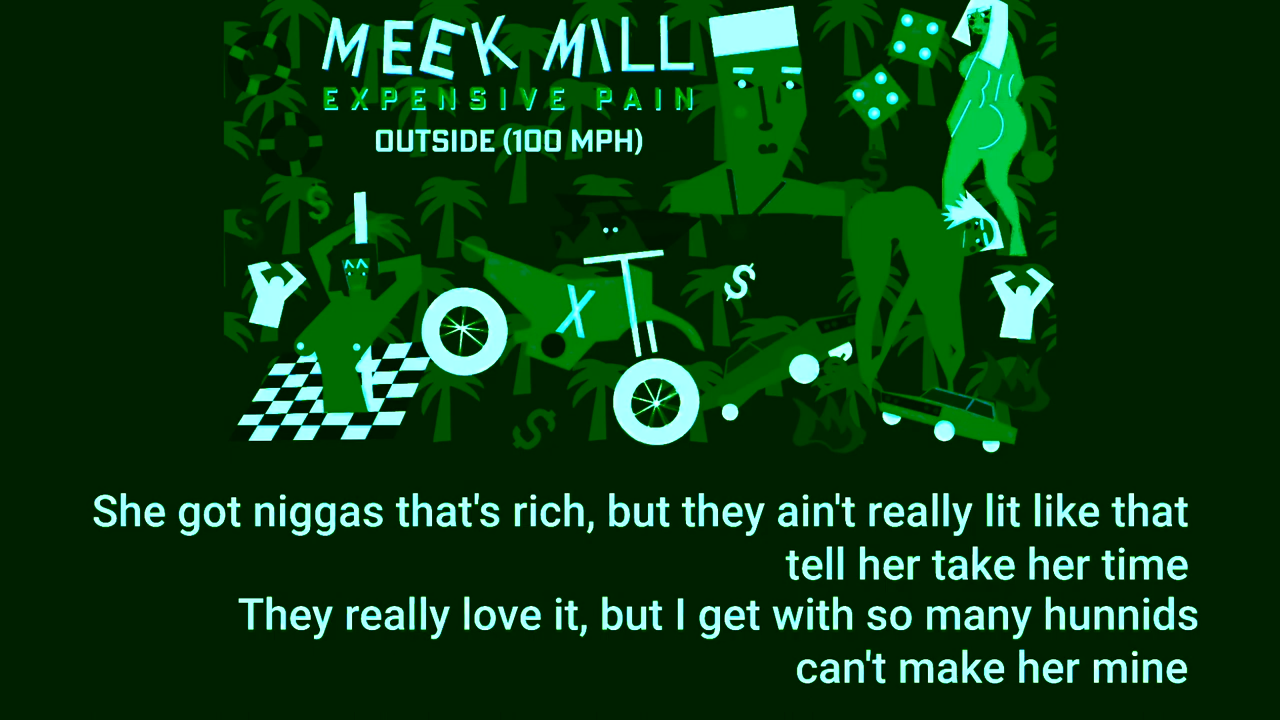 MEEK MILL
EXPENSIVE PAIN
OUTSIDE (100 MPH)
X
$
$
$
$
She got niggas that's rich, but they ain't really lit like that
tell her take her time
They really love it, but I get with so many hunnids
can't make her mine